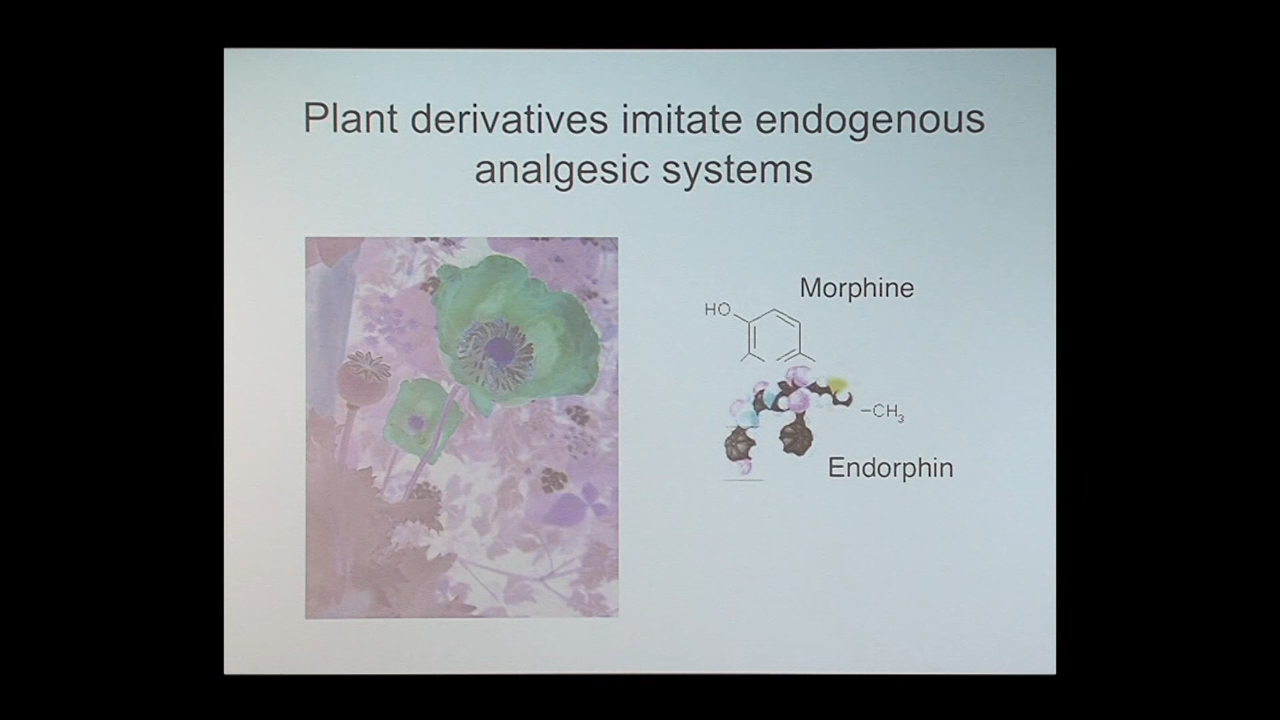 Plant derivatives imitate endogenous
analgesic systems
Morphine
HO
–CH₃
Endorphin